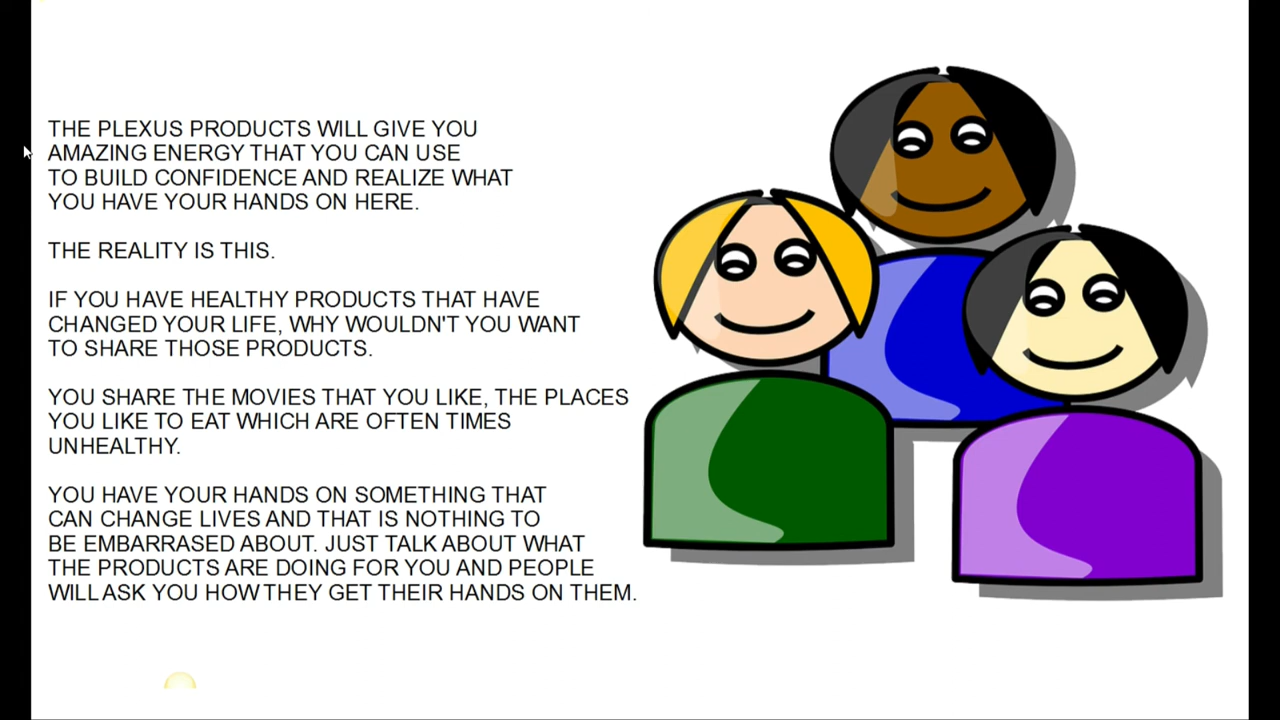 THE PLEXUS PRODUCTS WILL GIVE YOU
AMAZING ENERGY THAT YOU CAN USE
TO BUILD CONFIDENCE AND REALIZE WHAT
YOU HAVE YOUR HANDS ON HERE.
THE REALITY IS THIS.
IF YOU HAVE HEALTHY PRODUCTS THAT HAVE
CHANGED YOUR LIFE, WHY WOULDN'T YOU WANT
TO SHARE THOSE PRODUCTS.
YOU SHARE THE MOVIES THAT YOU LIKE, THE PLACES
YOU LIKE TO EAT WHICH ARE OFTEN TIMES
UNHEALTHY.
YOU HAVE YOUR HANDS ON SOMETHING THAT
CAN CHANGE LIVES AND THAT IS NOTHING TO
BE EMBARRASED ABOUT. JUST TALK ABOUT WHAT
THE PRODUCTS ARE DOING FOR YOU AND PEOPLE
WILL ASK YOU HOW THEY GET THEIR HANDS ON THEM.